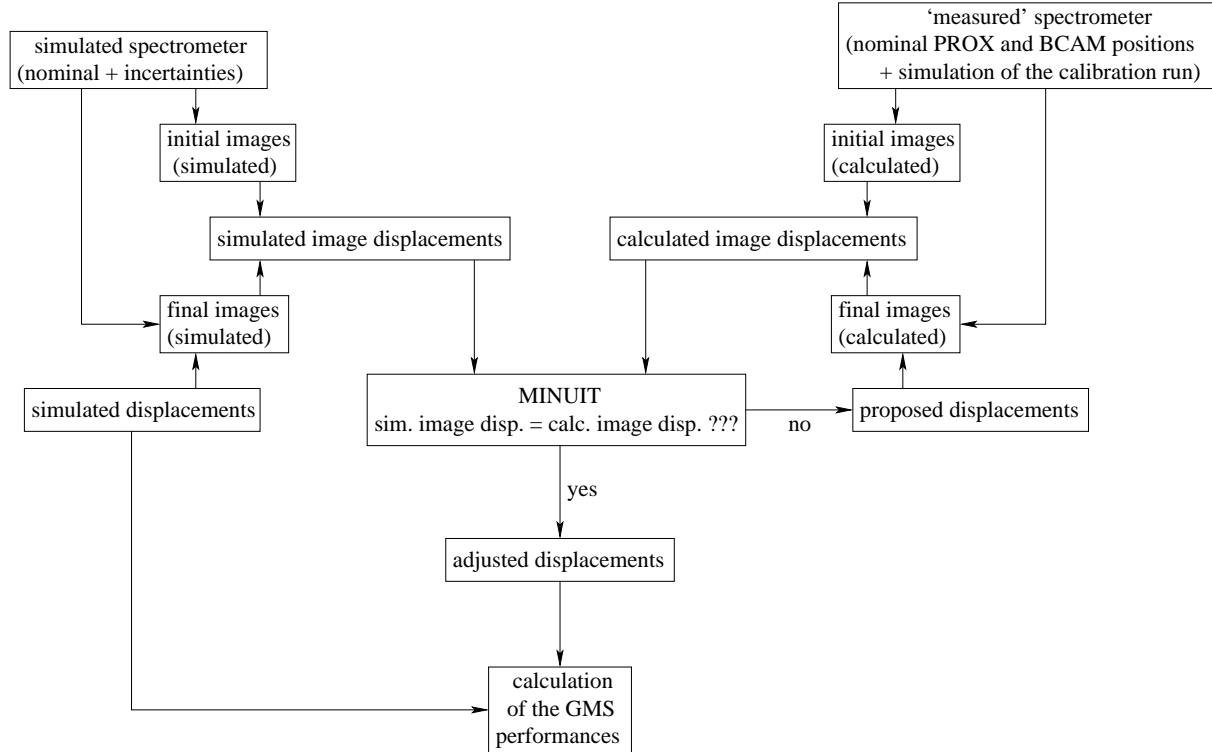 simulated spectrometer
(nominal + incertainties)
‘measured’ spectrometer
(nominal PROX and BCAM positions
+ simulation of the calibration run)
initial images
(simulated)
initial images
(calculated)
simulated image displacements
calculated image displacements
final images
(simulated)
final images
(calculated)
simulated displacements
MINUIT
sim. image disp. = calc. image disp. ???
no
proposed displacements
yes
adjusted displacements
calculation
of the GMS
performances